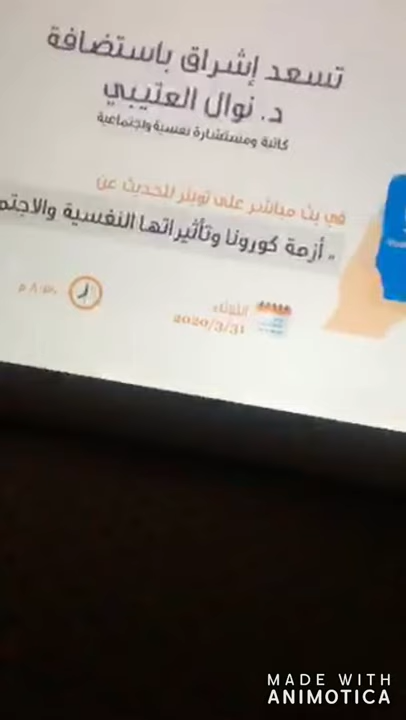 تسعد إشراق باستضافة
د. نوال العتيبي
كاتبة ومستشارة نفسية واجتماعية
في بث مباشر على تويتر للحديث عن
" أزمة كورونا وتأثيراتها النفسية والاجتم
الثلاثاء
2020/3/31
MADE WITH
ANIMOTICA